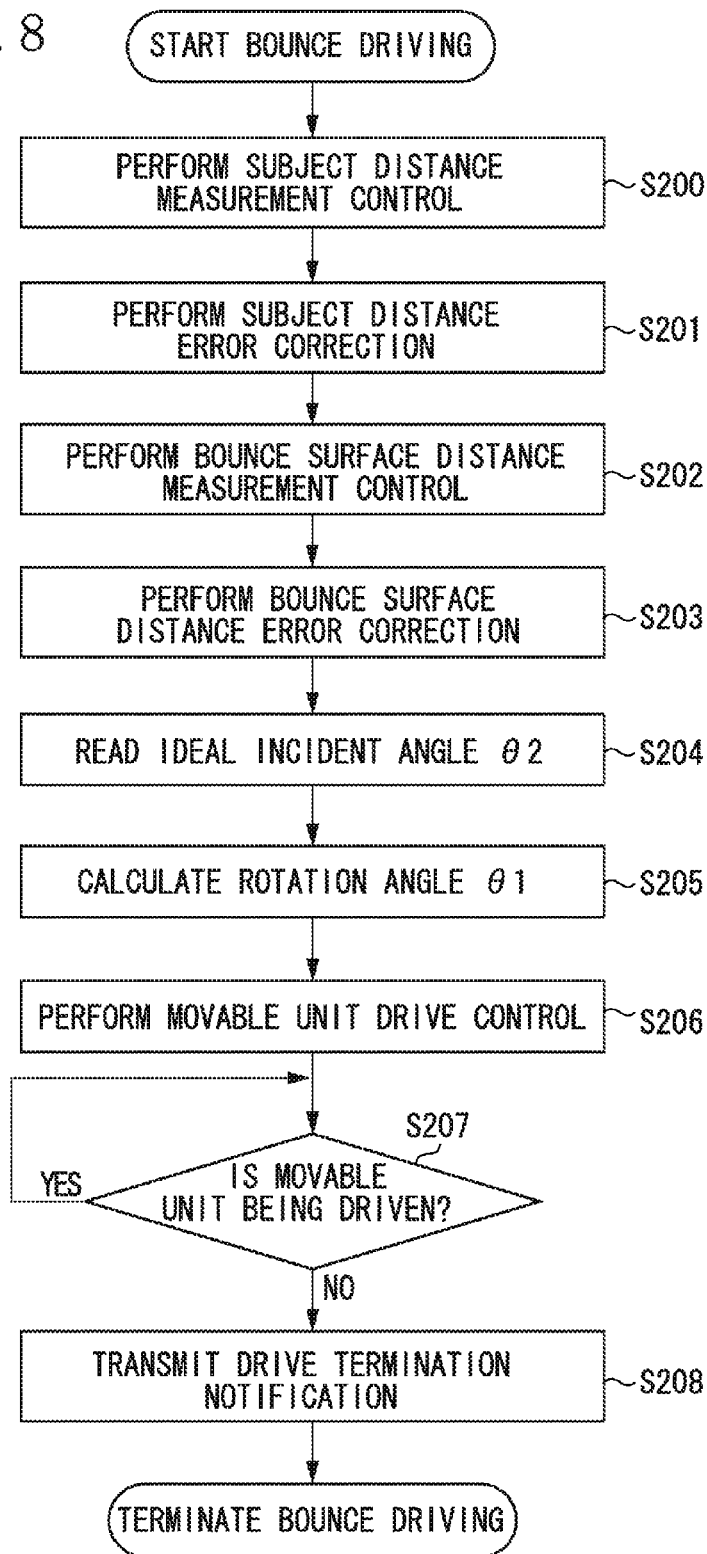 . 8
START BOUNCE DRIVING
PERFORM SUBJECT DISTANCE
MEASUREMENT CONTROL
S200
PERFORM SUBJECT DISTANCE
ERROR CORRECTION
S201
PERFORM BOUNCE SURFACE DISTANCE
MEASUREMENT CONTROL
S202
PERFORM BOUNCE SURFACE
DISTANCE ERROR CORRECTION
S203
READ IDEAL INCIDENT ANGLE θ2
S204
CALCULATE ROTATION ANGLE θ1
S205
PERFORM MOVABLE UNIT DRIVE CONTROL
S206
S207
IS MOVABLE
UNIT BEING DRIVEN?
YES
NO
TRANSMIT DRIVE TERMINATION
NOTIFICATION
S208
TERMINATE BOUNCE DRIVING